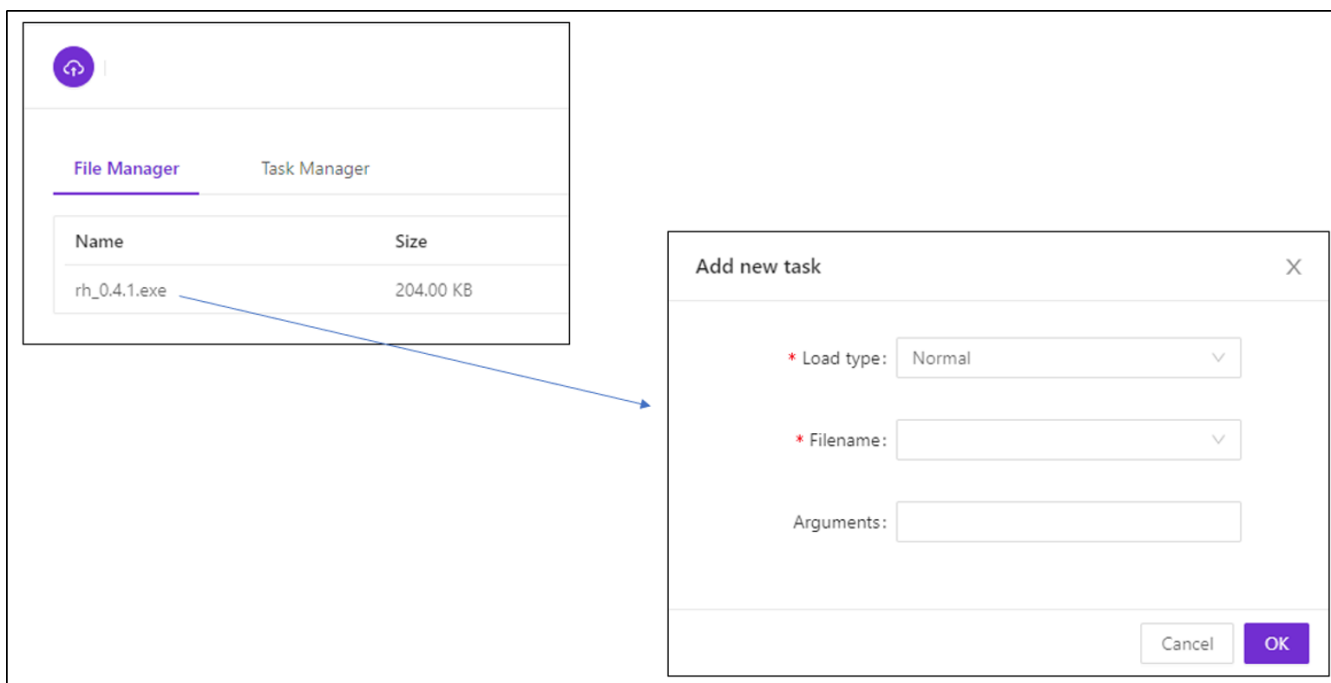 File Manager Task Manager
Name Size
rh_0.4.1.exe 204.00 KB
Add new task
* Load type: Normal
* Filename:
Arguments:
Cancel OK